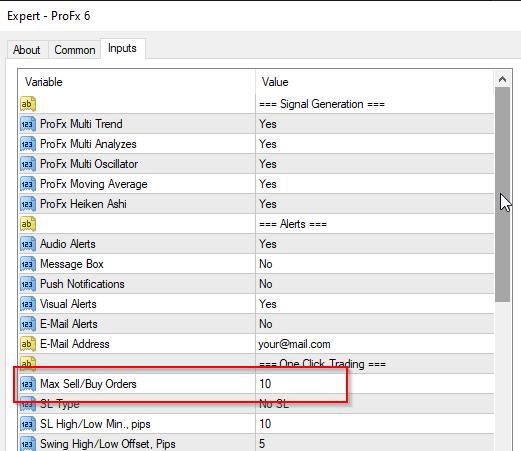 Expert - ProFx 6
About Common Inputs
Variable Value
ab === Signal Generation ===
123 ProFx Multi Trend Yes
123 ProFx Multi Analyzes Yes
123 ProFx Multi Oscillator Yes
123 ProFx Moving Average Yes
123 ProFx Heiken Ashi Yes
ab === Alerts ===
123 Audio Alerts Yes
123 Message Box No
123 Push Notifications No
123 Visual Alerts Yes
123 E-Mail Alerts No
ab E-Mail Address your@mail.com
ab === One Click Trading ===
123 Max Sell/Buy Orders 10
123 SL Type No SL
123 SL High/Low Min., pips 10
123 Swing High/Low Offset, Pips 5